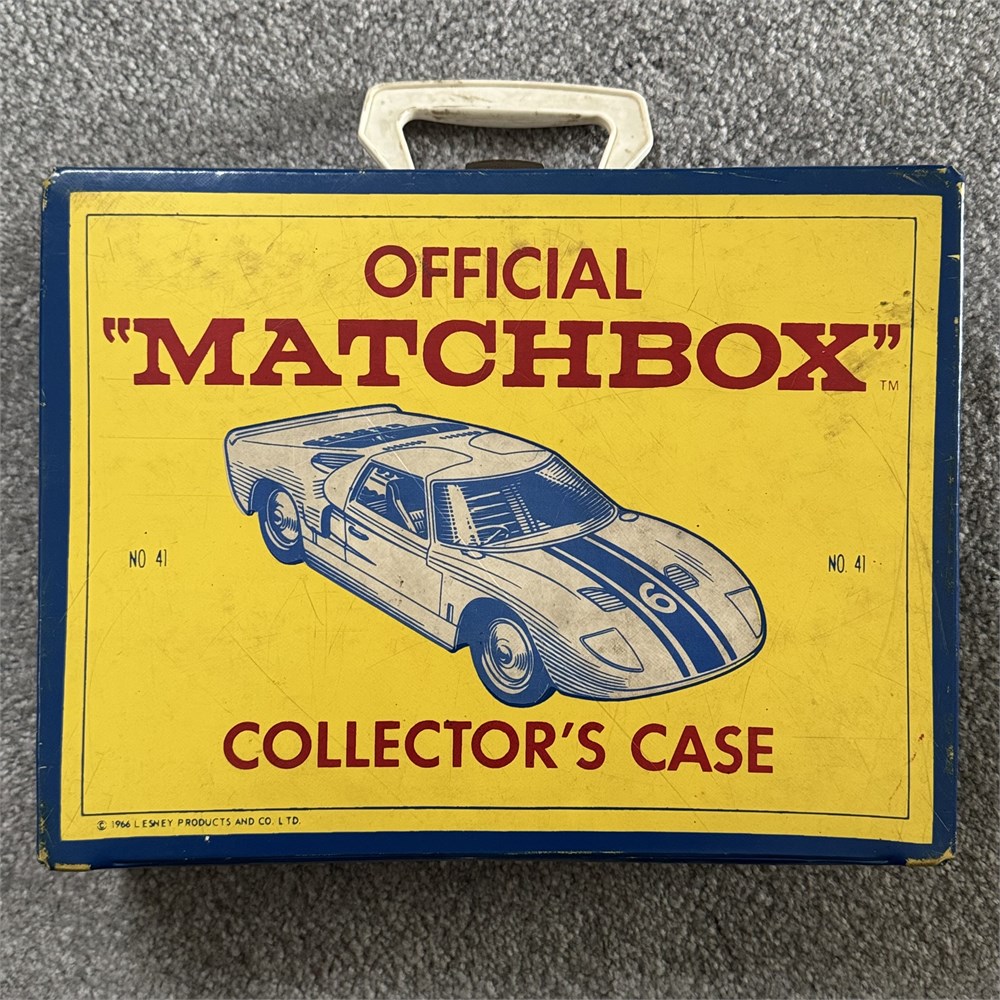 OFFICIAL
"MATCHBOX" TM
NO 41
NO. 41
6
COLLECTOR'S CASE
© 1966 LESNEY PRODUCTS AND CO. LTD.